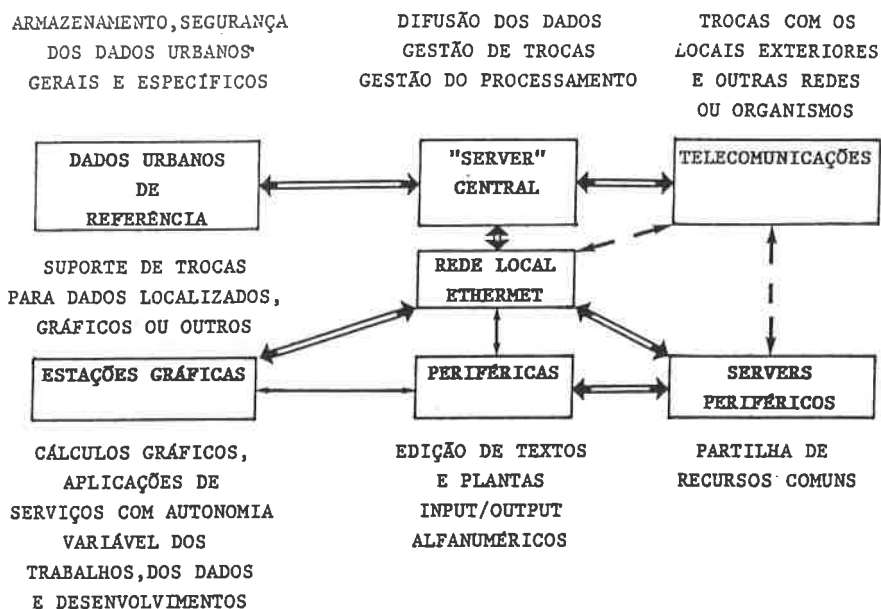 ARMAZENAMENTO,SEGURANÇA
DOS DADOS URBANOS
GERAIS E ESPECÍFICOS
DIFUSÃO DOS DADOS
GESTÃO DE TROCAS
GESTÃO DO PROCESSAMENTO
TROCAS COM OS
LOCAIS EXTERIORES
E OUTRAS REDES
OU ORGANISMOS
DADOS URBANOS
DE
REFERÊNCIA
"SERVER"
CENTRAL
TELECOMUNICAÇÕES
SUPORTE DE TROCAS
PARA DADOS LOCALIZADOS,
GRÁFICOS OU OUTROS
REDE LOCAL
ETHERMET
ESTAÇÕES GRÁFICAS
PERIFÉRICAS
SERVERS
PERIFÉRICOS
CÁLCULOS GRÁFICOS,
APLICAÇÕES DE
SERVIÇOS COM AUTONOMIA
VARIÁVEL DOS
TRABALHOS,DOS DADOS
E DESENVOLVIMENTOS
EDIÇÃO DE TEXTOS
E PLANTAS
INPUT/OUTPUT
ALFANUMÉRICOS
PARTILHA DE
RECURSOS COMUNS